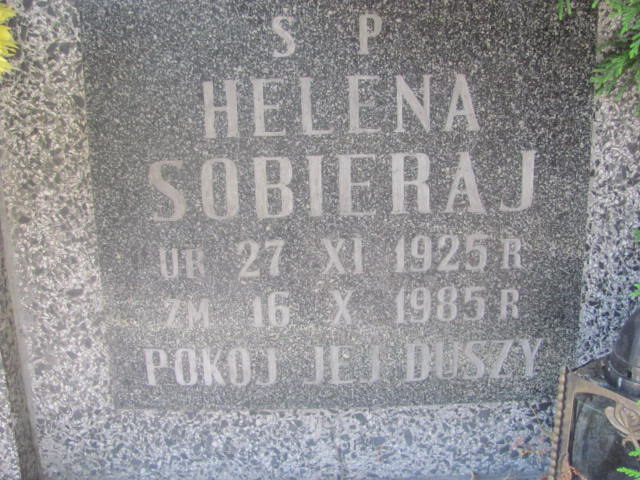 S P
HELENA
SOBIERAJ
UR 27 XI 1925 R
ZM 16 X 1985 R
POKOJ JEJ DUSZY